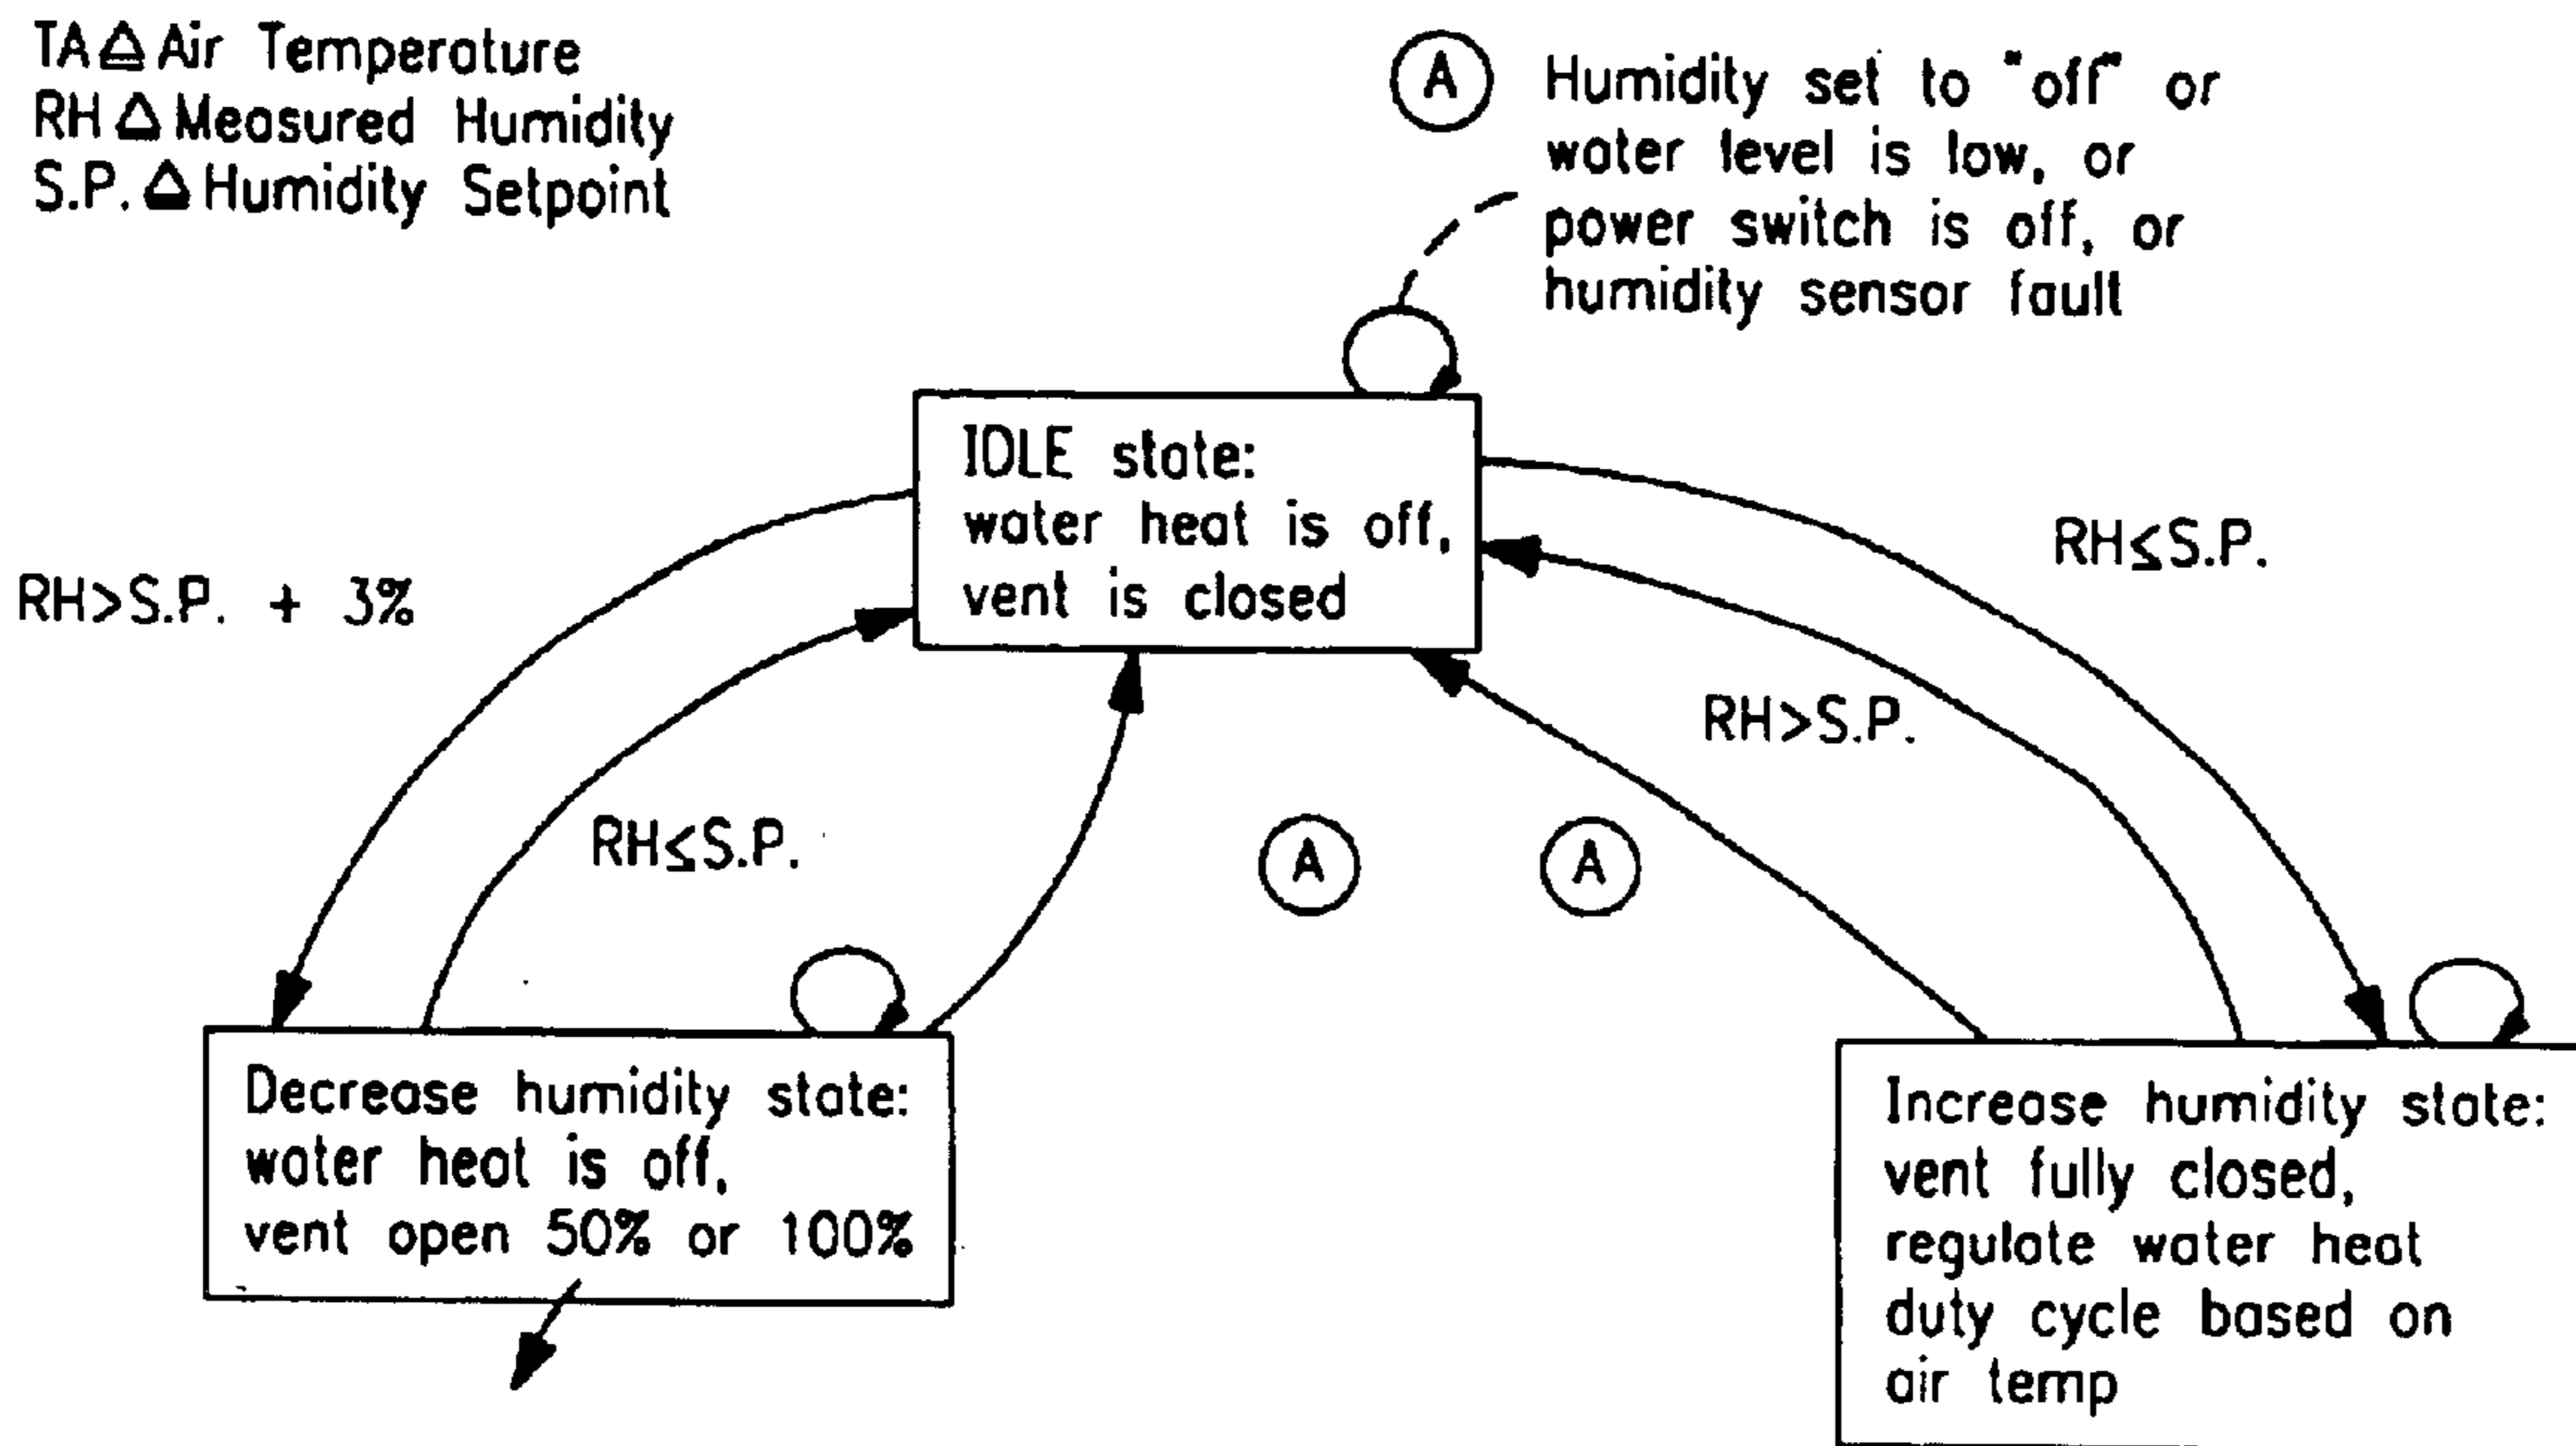 TA ≙ Air Temperature
RH ≙ Measured Humidity
S.P. ≙ Humidity Setpoint
A
Humidity set to "off" or
water level is low, or
power switch is off, or
humidity sensor fault
IDLE state:
water heat is off,
vent is closed
RH≤S.P.
RH>S.P. + 3%
RH>S.P.
RH≤S.P.
A
A
Decrease humidity state:
water heat is off,
vent open 50% or 100%
Increase humidity state:
vent fully closed,
regulate water heat
duty cycle based on
air temp